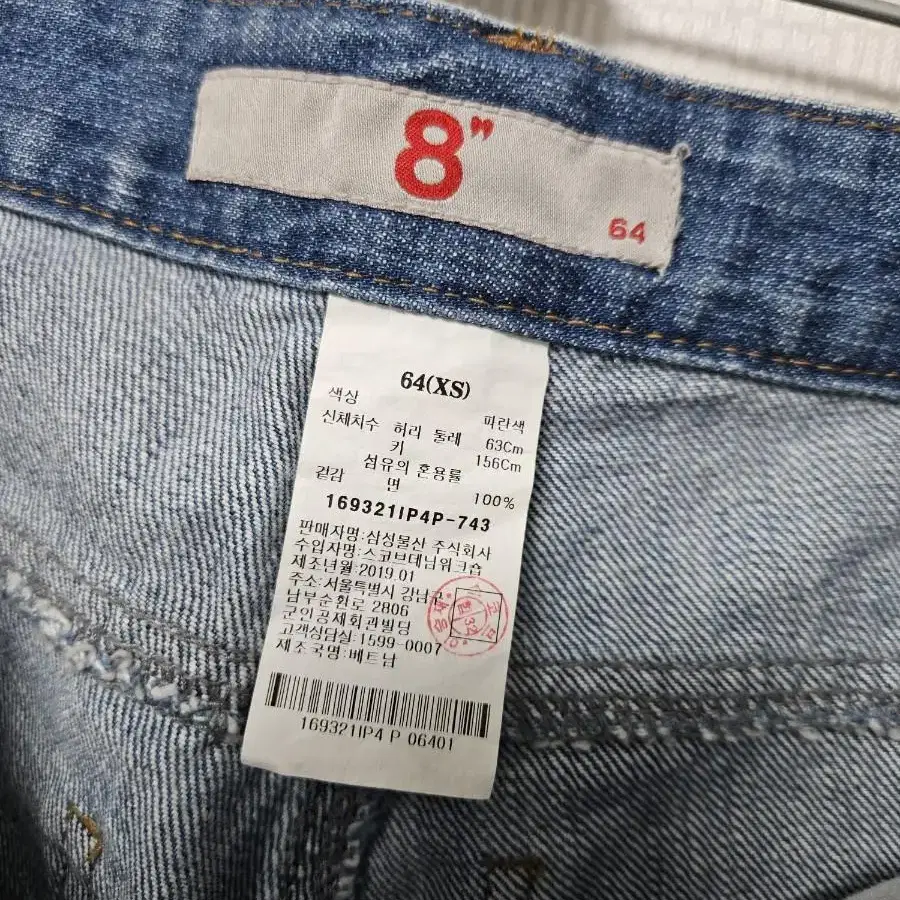 8”
64
64(XS)
색상 파란색
신체치수 허리 둘레 63Cm
키 156Cm
섬유의 혼용률
겉감 면 100%
169321IP4P-743
판매자명:삼성물산 주식회사
수입자명:스코브데님워크숍
제조년월:2019.01
주소:서울특별시 강남구
남부순환로 2806
군인공제회관빌딩
고객상담실:1599-0007
제조국명:베트남
169321IP4 P 06401